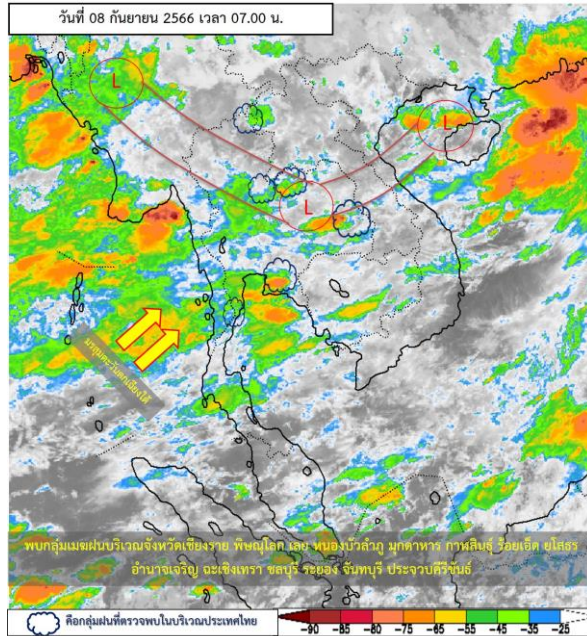 วันที่ 08 กันยายน 2566 เวลา 07.00 น.
L
L
L
มรสุมตะวันตกเฉียงใต้
พบกลุ่มเมฆฝนบริเวณจังหวัดเชียงราย พิษณุโลก เลย หนองบัวลำภู มุกดาหาร กาฬสินธุ์ ร้อยเอ็ด ยโสธร
อำนาจเจริญ ฉะเชิงเทรา ชลบุรี ระยอง จันทบุรี ประจวบคีรีขันธ์
คือกลุ่มฝนที่ตรวจพบในบริเวณประเทศไทย
-90 -85 -80 -75 -65 -55 -45 -35 -25